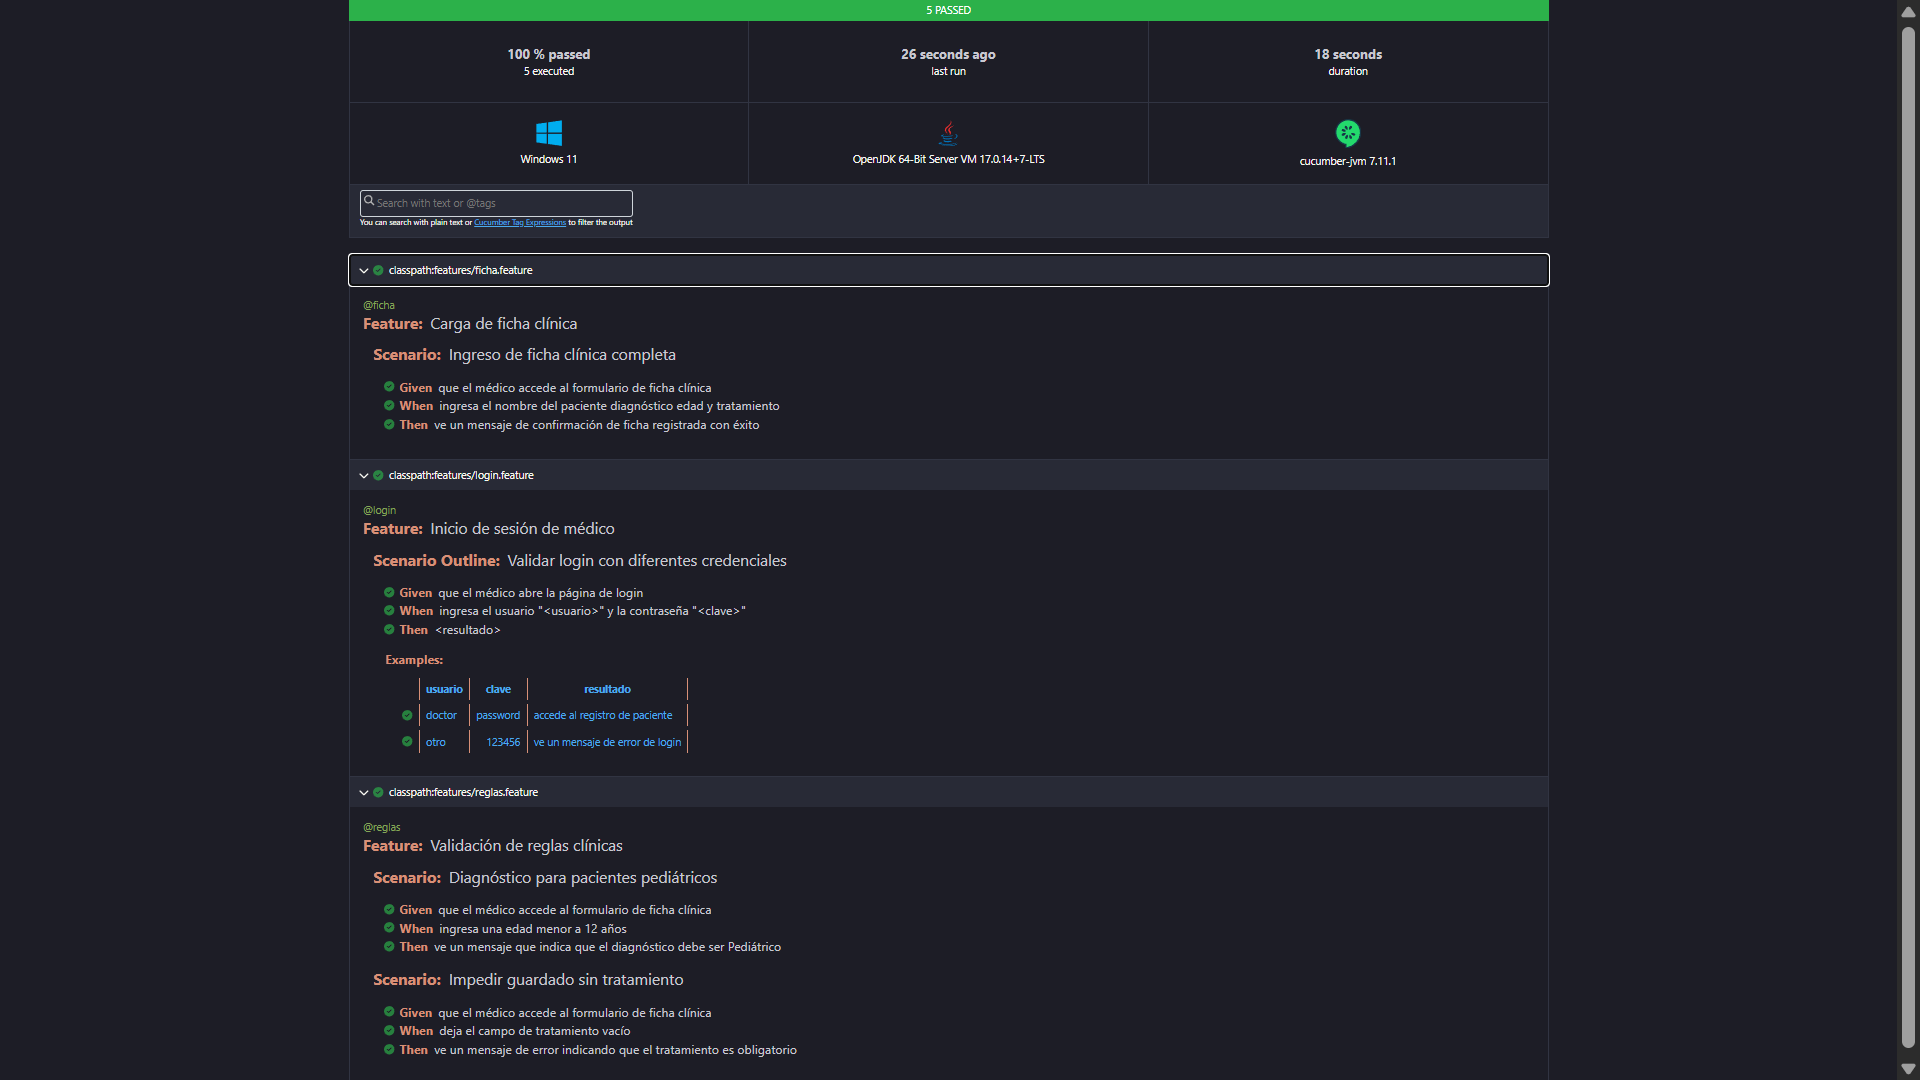 5 PASSED
100 % passed
5 executed
26 seconds ago
last run
18 seconds
duration
Windows 11
OpenJDK 64-Bit Server VM 17.0.14+7-LTS
cucumber-jvm 7.11.1
Search with text or @tags
You can search with plain text or Cucumber Tag Expressions to filter the output
classpath:features/ficha.feature
@ficha
Feature: Carga de ficha clínica
Scenario: Ingreso de ficha clínica completa
Given que el médico accede al formulario de ficha clínica
When ingresa el nombre del paciente diagnóstico edad y tratamiento
Then ve un mensaje de confirmación de ficha registrada con éxito
classpath:features/login.feature
@login
Feature: Inicio de sesión de médico
Scenario Outline: Validar login con diferentes credenciales
Given que el médico abre la página de login
When ingresa el usuario "<usuario>" y la contraseña "<clave>"
Then <resultado>
Examples:
usuario clave resultado
doctor password accede al registro de paciente
otro 123456 ve un mensaje de error de login
classpath:features/reglas.feature
@reglas
Feature: Validación de reglas clínicas
Scenario: Diagnóstico para pacientes pediátricos
Given que el médico accede al formulario de ficha clínica
When ingresa una edad menor a 12 años
Then ve un mensaje que indica que el diagnóstico debe ser Pediátrico
Scenario: Impedir guardado sin tratamiento
Given que el médico accede al formulario de ficha clínica
When deja el campo de tratamiento vacío
Then ve un mensaje de error indicando que el tratamiento es obligatorio